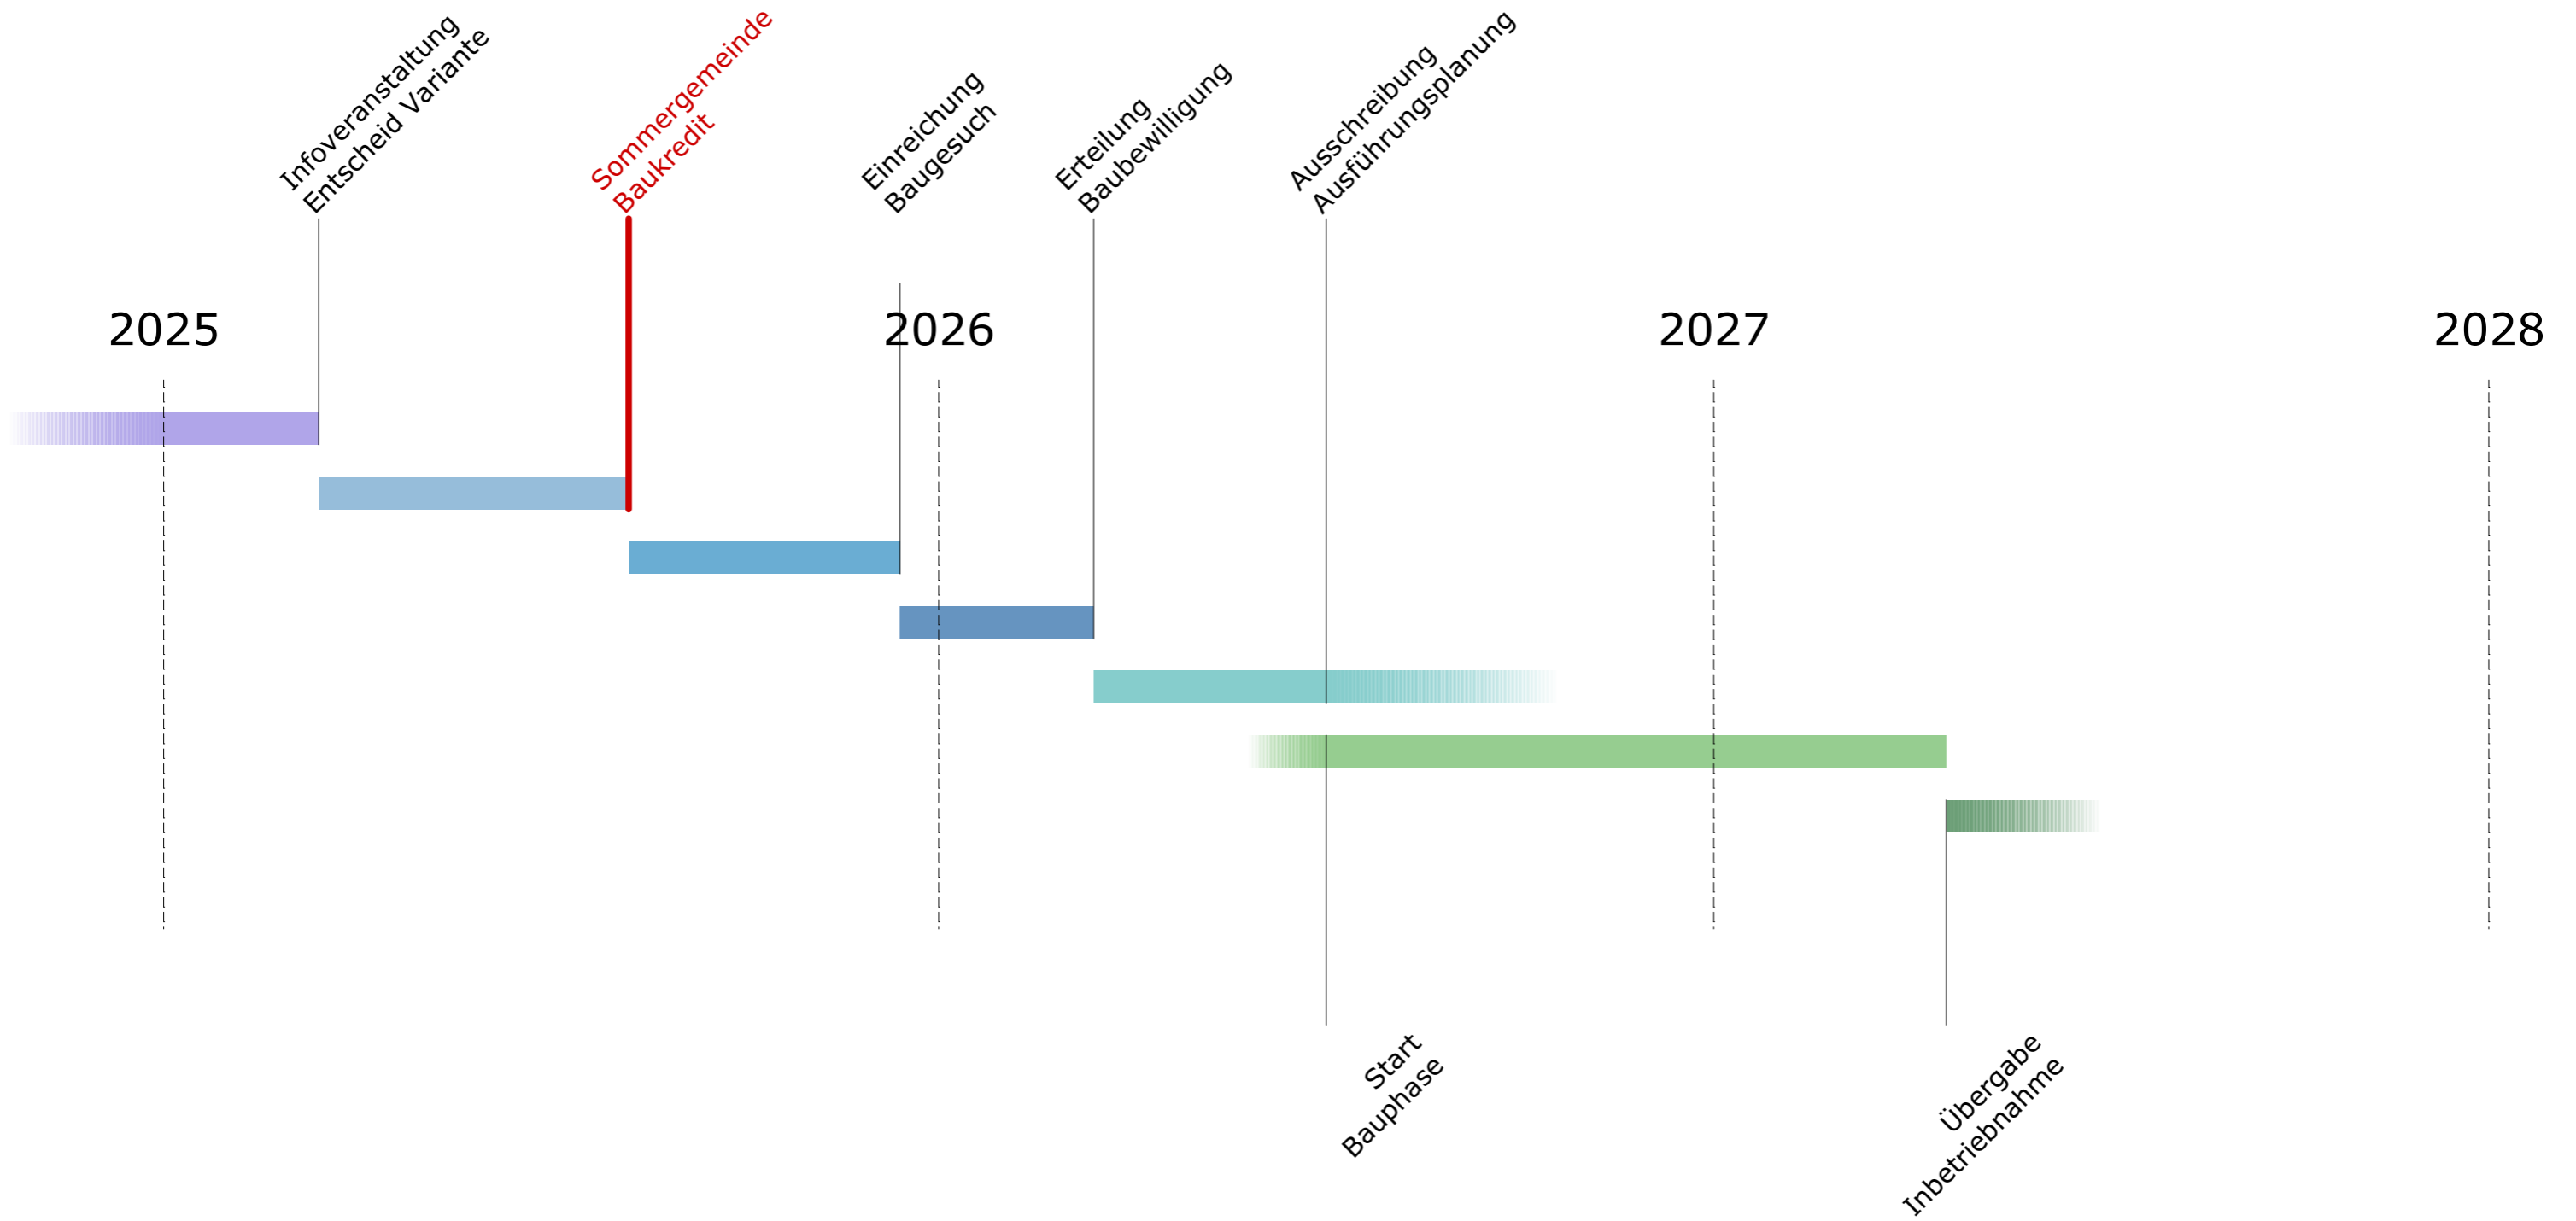 Infoveranstaltung
Entscheid Variante
Sommergemeinde
Baukredit
Einreichung
Baugesuch
Erteilung
Baubewilligung
Ausschreibung
Ausführungsplanung
2025
2026
2027
2028
Start
Bauphase
Übergabe
Inbetriebnahme